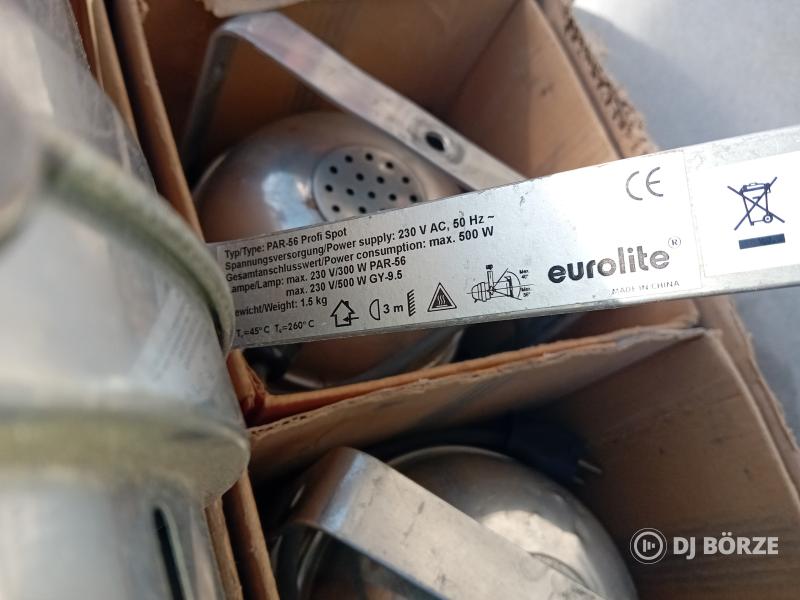 Typ/Type: PAR-56 Profi Spot
Spannungsversorgung/Power supply: 230 V AC, 50 Hz ~
Gesamtanschlusswert/Power consumption: max. 500 W
Lampe/Lamp: max. 230 V/300 W PAR-56
max. 230 V/500 W GY-9.5
ewicht/Weight: 1.5 kg
3 m
=45°C
=260°C
CE
eurolite®
MADE IN CHINA
DJ BÖRZE